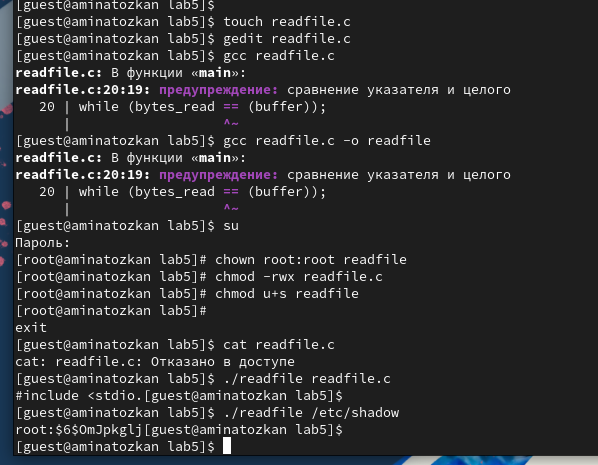 [guest@aminatozkan lab5]$
[guest@aminatozkan lab5]$ touch readfile.c
[guest@aminatozkan lab5]$ gedit readfile.c
[guest@aminatozkan lab5]$ gcc readfile.c
readfile.c: В функции «main»:
readfile.c:20:19: предупреждение: сравнение указателя и целого
   20 | while (bytes_read == (buffer));
      |                   ^~
[guest@aminatozkan lab5]$ gcc readfile.c -o readfile
readfile.c: В функции «main»:
readfile.c:20:19: предупреждение: сравнение указателя и целого
   20 | while (bytes_read == (buffer));
      |                   ^~
[guest@aminatozkan lab5]$ su
Пароль:
[root@aminatozkan lab5]# chown root:root readfile
[root@aminatozkan lab5]# chmod -rwx readfile.c
[root@aminatozkan lab5]# chmod u+s readfile
[root@aminatozkan lab5]#
exit
[guest@aminatozkan lab5]$ cat readfile.c
cat: readfile.c: Отказано в доступе
[guest@aminatozkan lab5]$ ./readfile readfile.c
#include <stdio.[guest@aminatozkan lab5]$
[guest@aminatozkan lab5]$ ./readfile /etc/shadow
root:$6$OmJpkglj[guest@aminatozkan lab5]$
[guest@aminatozkan lab5]$